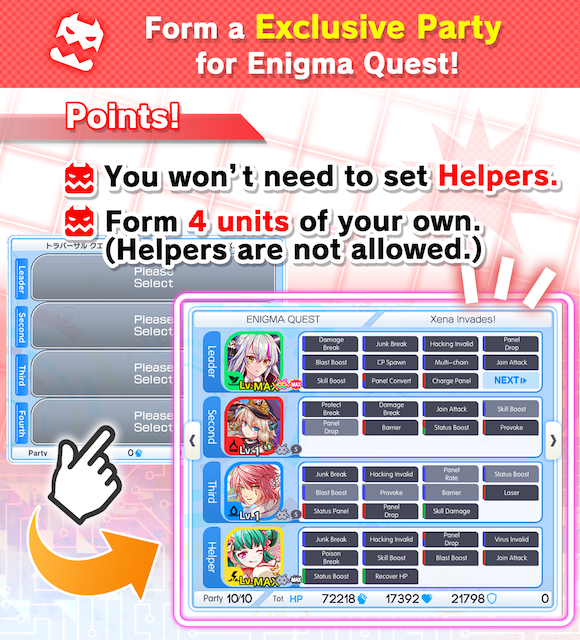 Form a Exclusive Party
for Enigma Quest!
Points!
You won't need to set Helpers.
Form 4 units of your own.
(Helpers are not allowed.)
トラバーサル クエ
Leader
Please
Select
Second
Please
Select
Third
Please
Select
Fourth
Please
Select
Party
0
ENIGMA QUEST
Xena Invades!
Leader
Lv.MAX
MAX
Damage Break
Junk Break
Hacking Invalid
Panel Drop
Blast Boost
CP Spawn
Multi-chain
Join Attack
Skill Boost
Panel Convert
Charge Panel
NEXT
Second
Lv.1
5
Protect Break
Damage Break
Join Attack
Skill Boost
Panel Drop
Barrier
Status Boost
Provoke
Third
Lv.1
5
Junk Break
Hacking Invalid
Panel Rate
Status Boost
Blast Boost
Provoke
Barrier
Laser
Status Panel
Panel Drop
Skill Damage
Helper
Lv.MAX
MAX
Junk Break
Hacking Invalid
Panel Drop
Virus Invalid
Poison Break
Skill Boost
Blast Boost
Join Attack
Status Boost
Recover HP
Party 10/10 Tot. HP 72218 17392 21798 0